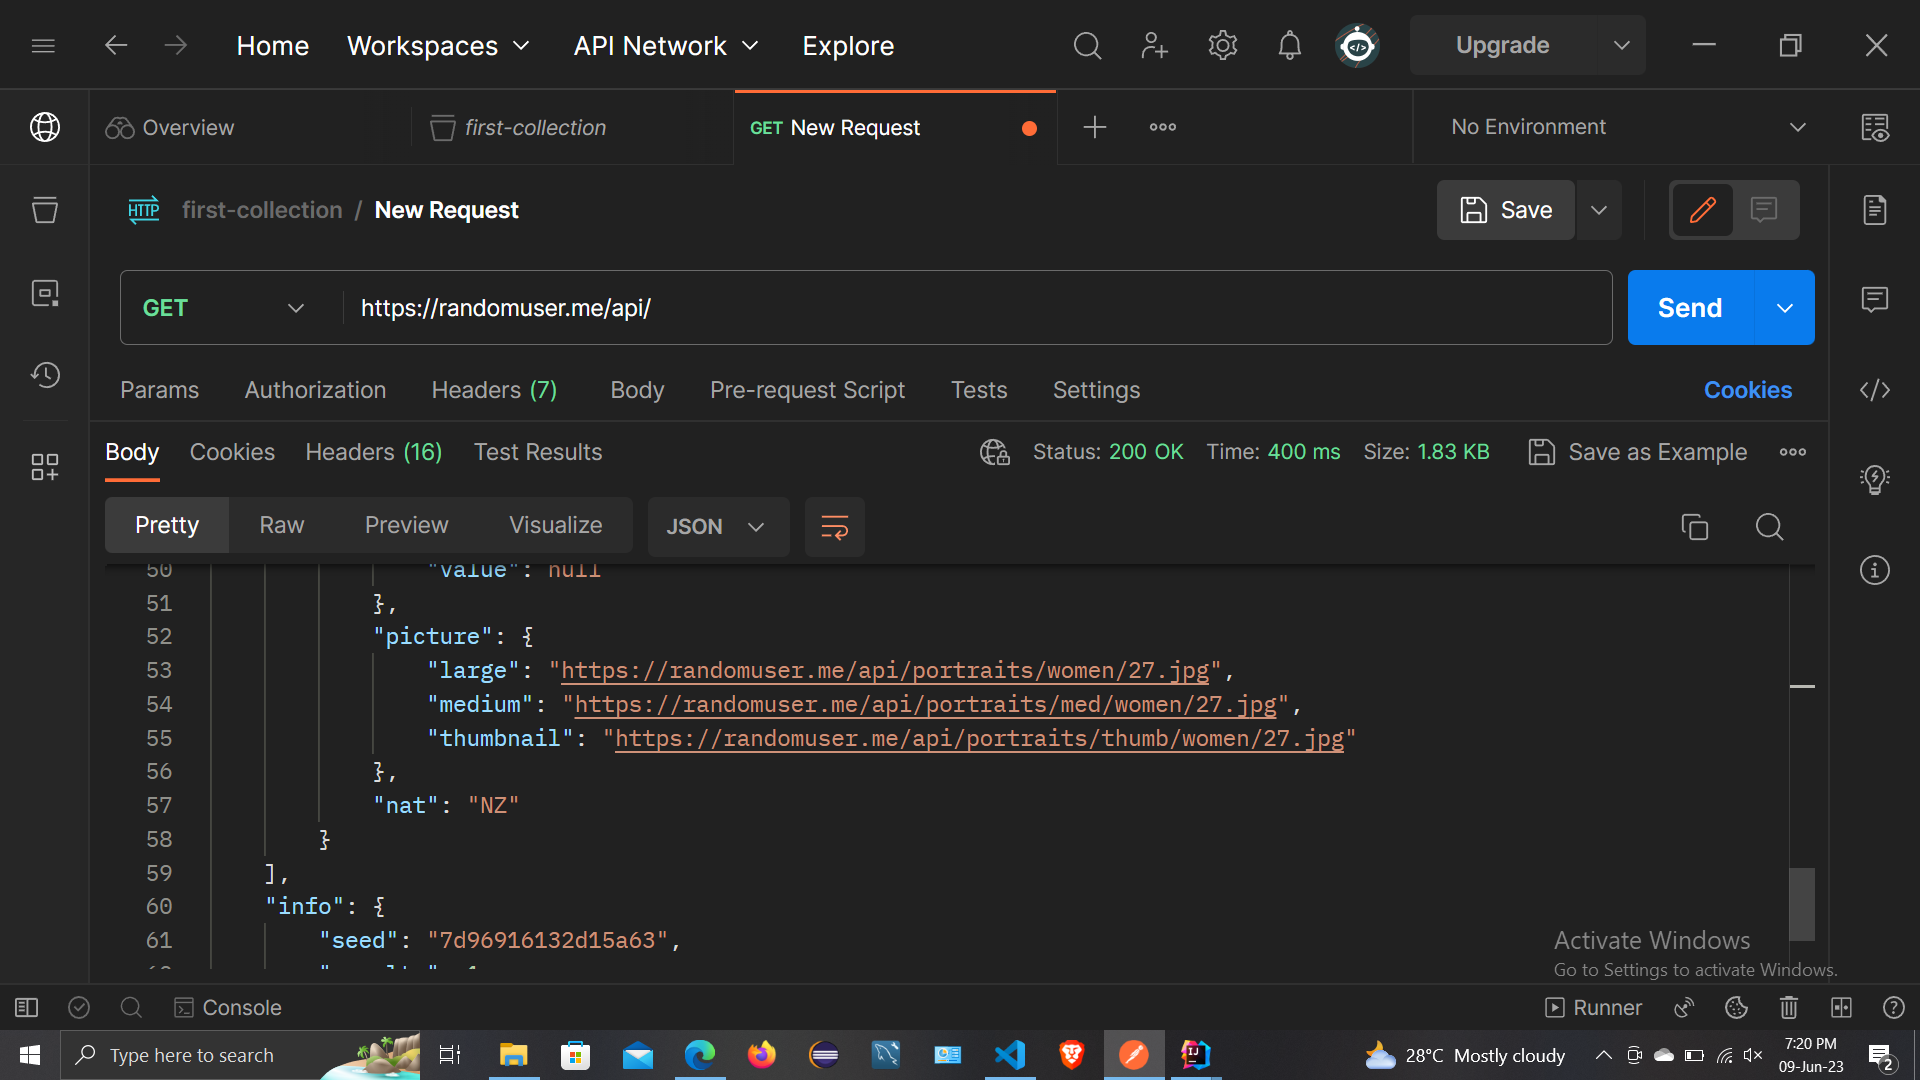 Home Workspaces API Network Explore Upgrade
Overview first-collection GET New Request No Environment
HTTP first-collection / New Request Save
GET https://randomuser.me/api/ Send
Params Authorization Headers (7) Body Pre-request Script Tests Settings Cookies
Body Cookies Headers (16) Test Results Status: 200 OK Time: 400 ms Size: 1.83 KB Save as Example
Pretty Raw Preview Visualize JSON
50 "value": null
51 },
52 "picture": {
53 "large": "https://randomuser.me/api/portraits/women/27.jpg",
54 "medium": "https://randomuser.me/api/portraits/med/women/27.jpg",
55 "thumbnail": "https://randomuser.me/api/portraits/thumb/women/27.jpg"
56 },
57 "nat": "NZ"
58 }
59 ],
60 "info": {
61 "seed": "7d96916132d15a63",
Activate Windows
Go to Settings to activate Windows.
Console Runner
Type here to search 28°C Mostly cloudy 7:20 PM
09-Jun-23 2